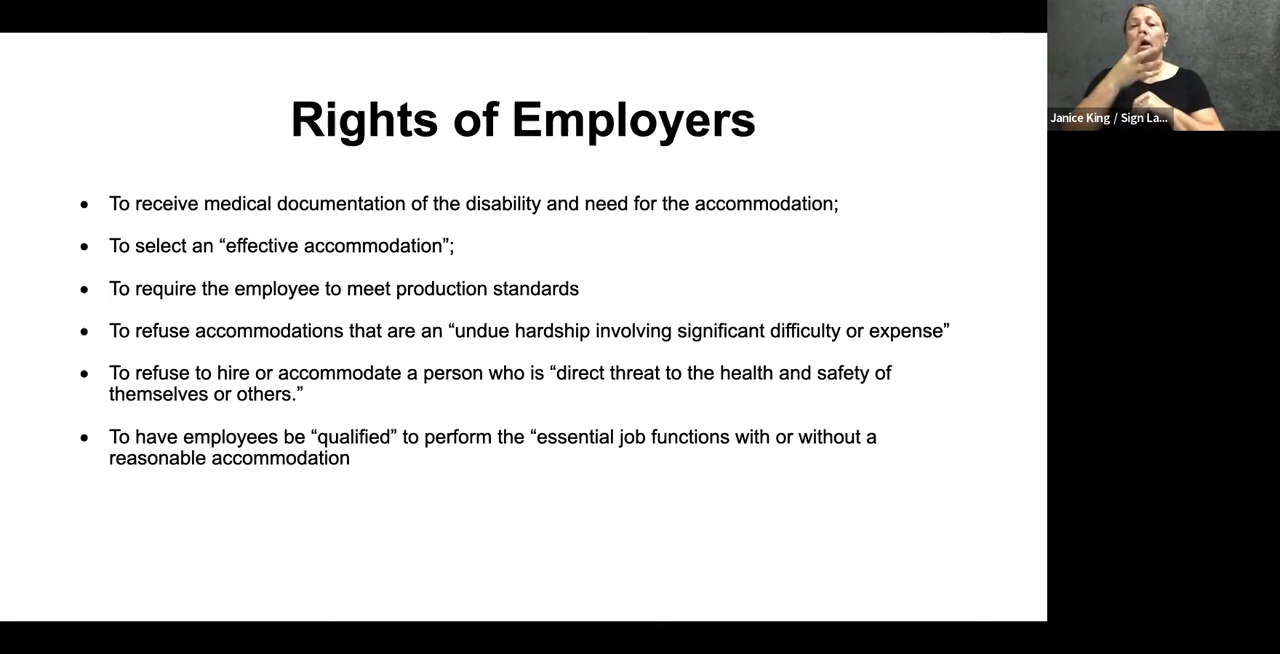 Rights of Employers
• To receive medical documentation of the disability and need for the accommodation;
• To select an “effective accommodation”;
• To require the employee to meet production standards
• To refuse accommodations that are an “undue hardship involving significant difficulty or expense”
• To refuse to hire or accommodate a person who is “direct threat to the health and safety of
themselves or others.”
• To have employees be “qualified” to perform the “essential job functions with or without a
reasonable accommodation
Janice King / Sign La...